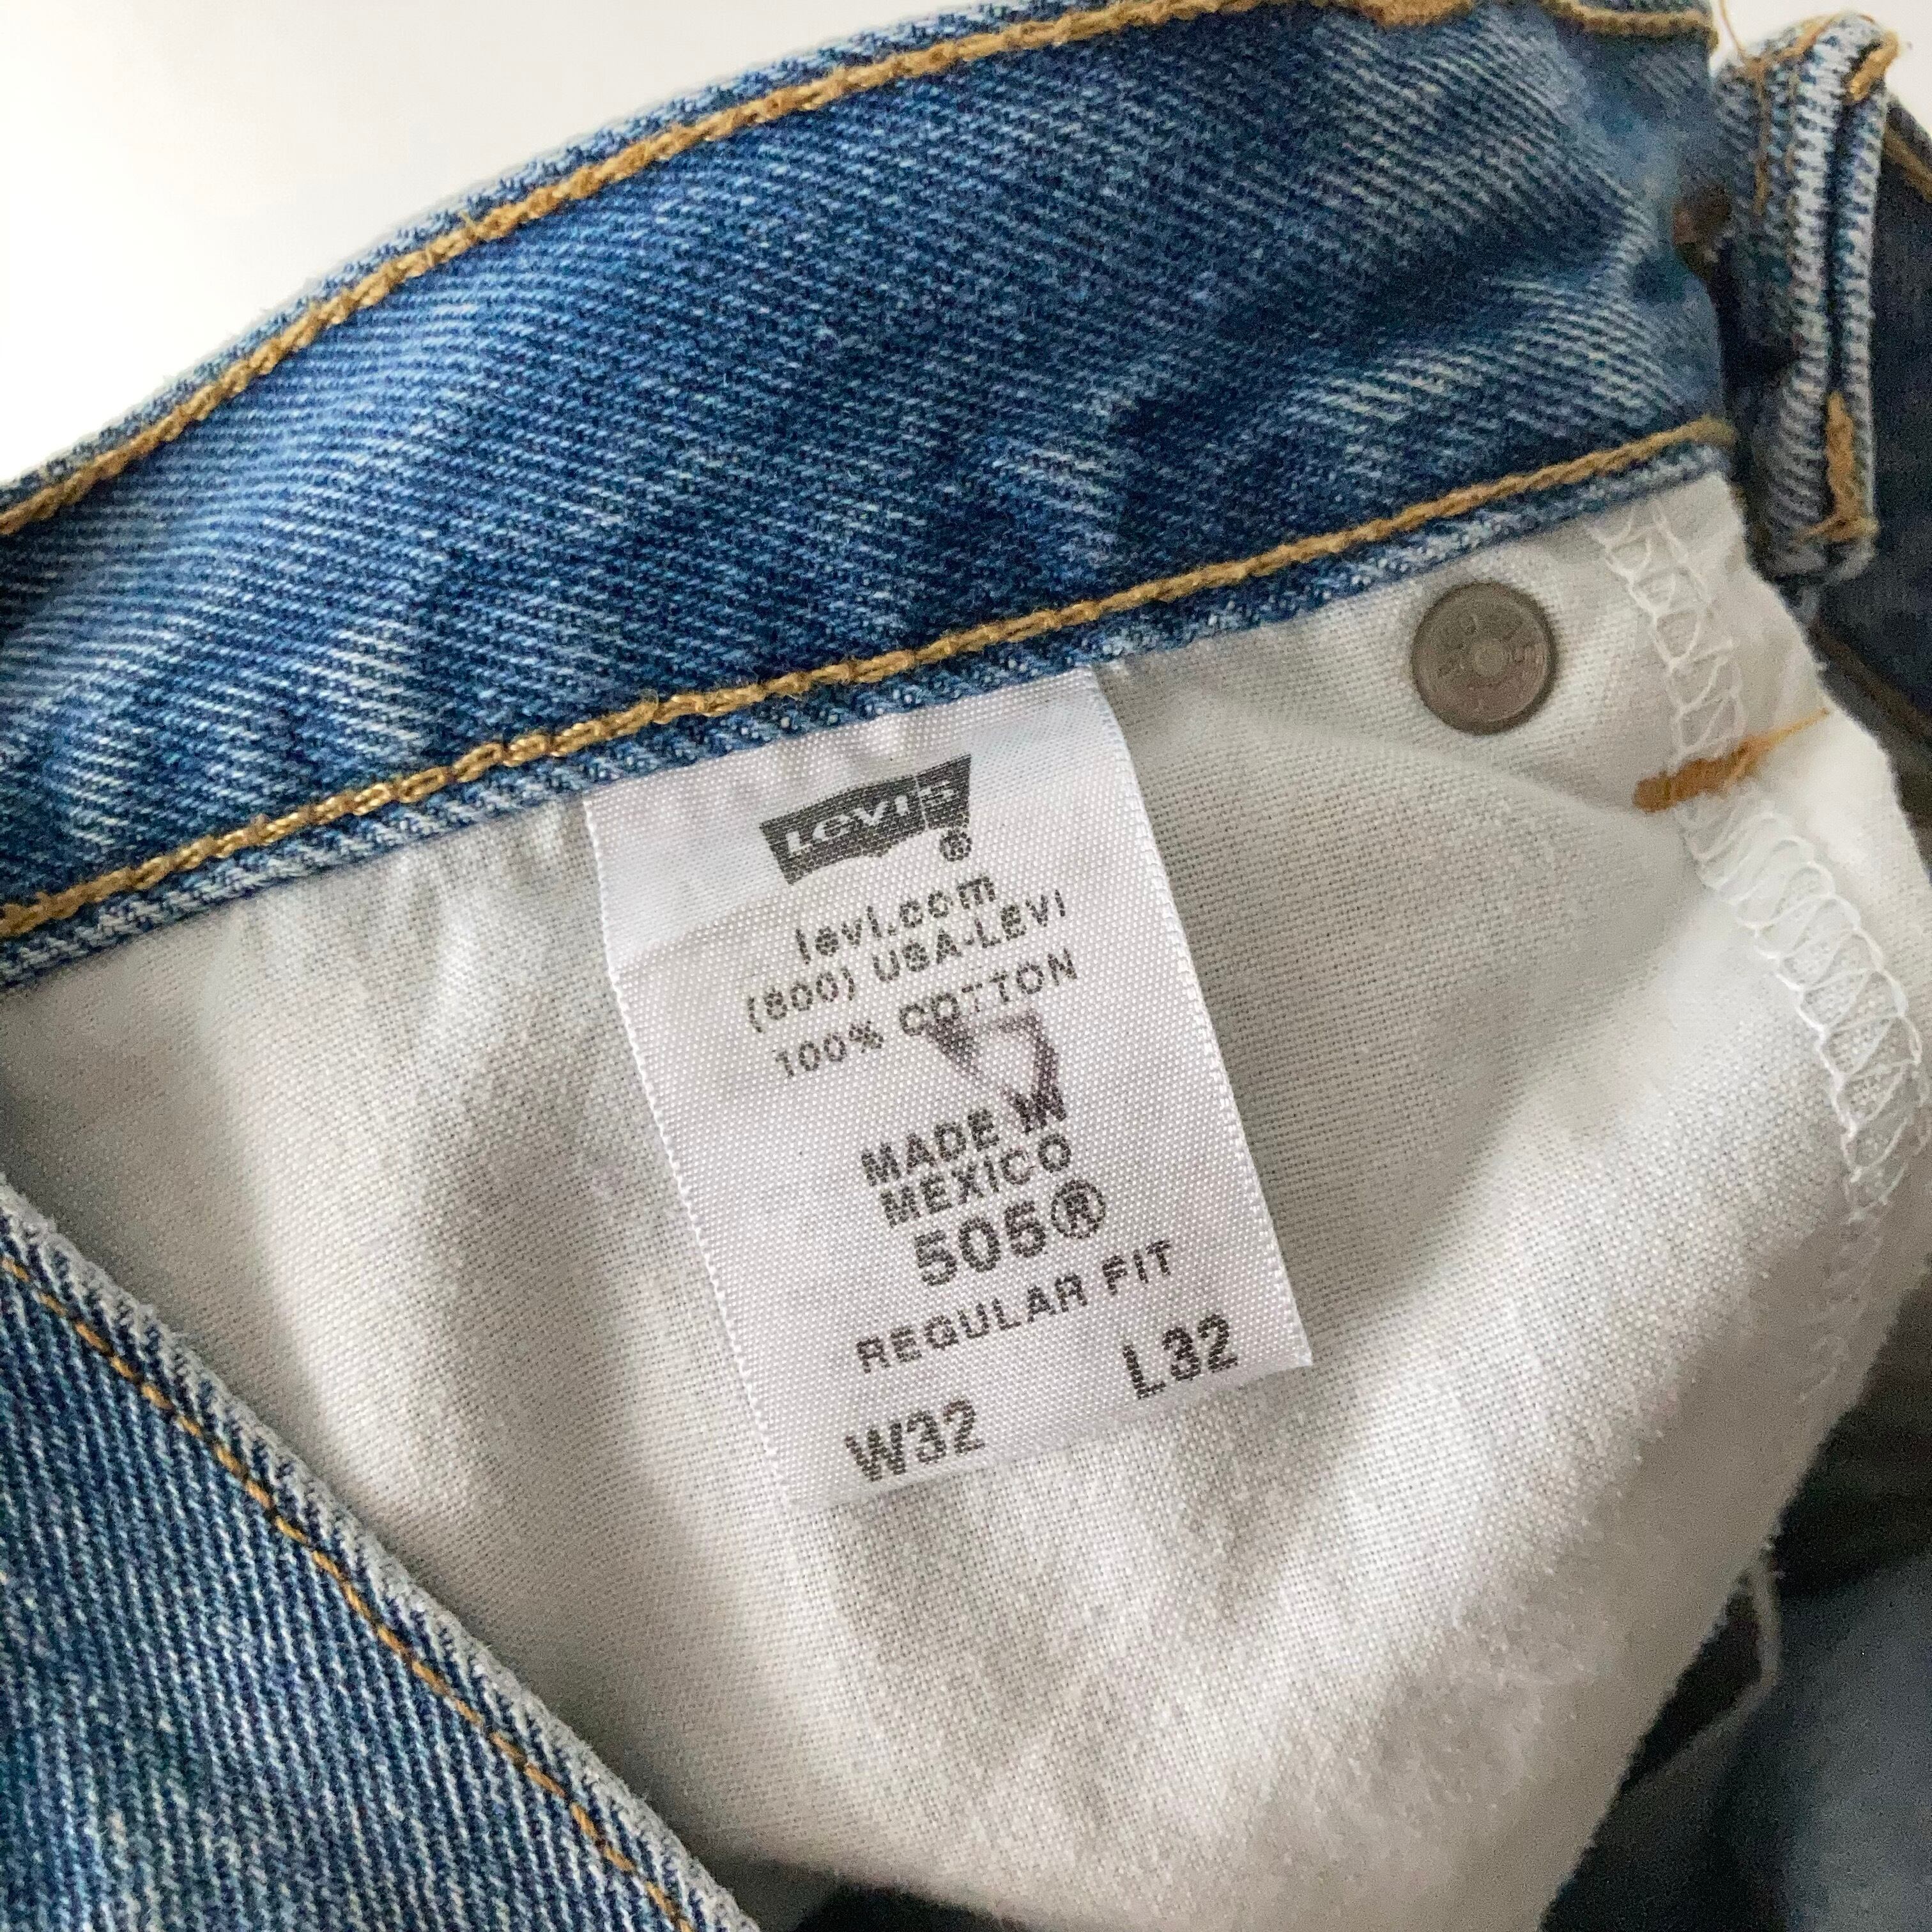 Levi's®
levi.com
(800) USA-LEVI
100% COTTON
MADE IN
MEXICO
505®
REGULAR FIT
W32 L32